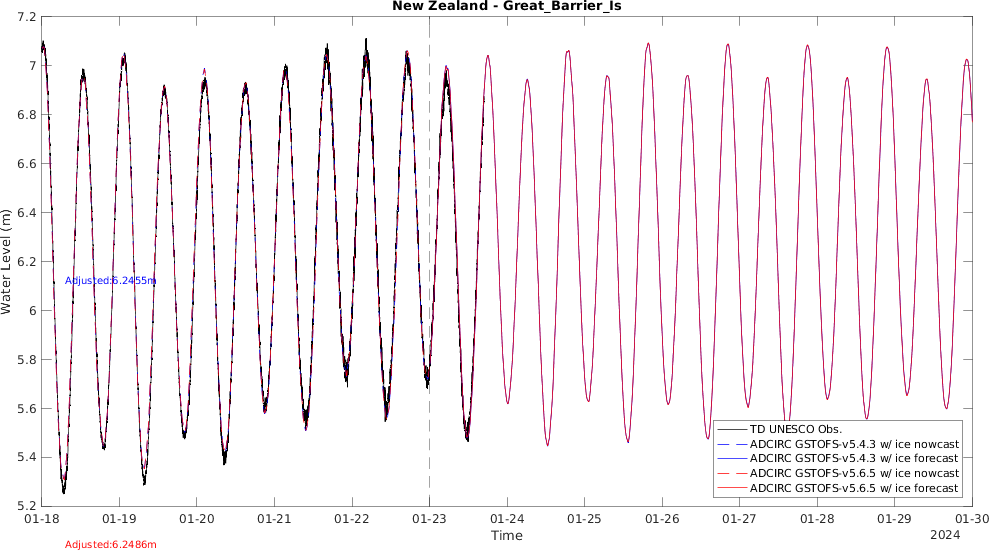 New Zealand - Great_Barrier_Is
7.2
7
6.8
6.6
6.4
6.2
6
5.8
5.6
5.4
5.2
Water Level (m)
Adjusted:6.2455m
TD UNESCO Obs.
ADCIRC GSTOFS-v5.4.3 w/ ice nowcast
ADCIRC GSTOFS-v5.4.3 w/ ice forecast
ADCIRC GSTOFS-v5.6.5 w/ ice nowcast
ADCIRC GSTOFS-v5.6.5 w/ ice forecast
01-18 01-19 01-20 01-21 01-22 01-23 01-24 01-25 01-26 01-27 01-28 01-29 01-30
Time
2024
Adjusted:6.2486m